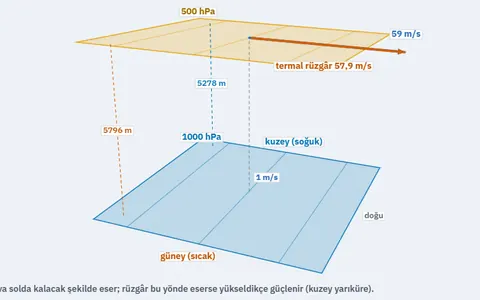 500 hPa
59 m/s
termal rüzgâr 57,9 m/s
5278 m
5796 m
1000 hPa
kuzey (soğuk)
1 m/s
doğu
güney (sıcak)
solda kalacak şekilde eser; rüzgâr bu yönde eserse yükseldikçe güçlenir (kuzey yarıküre).